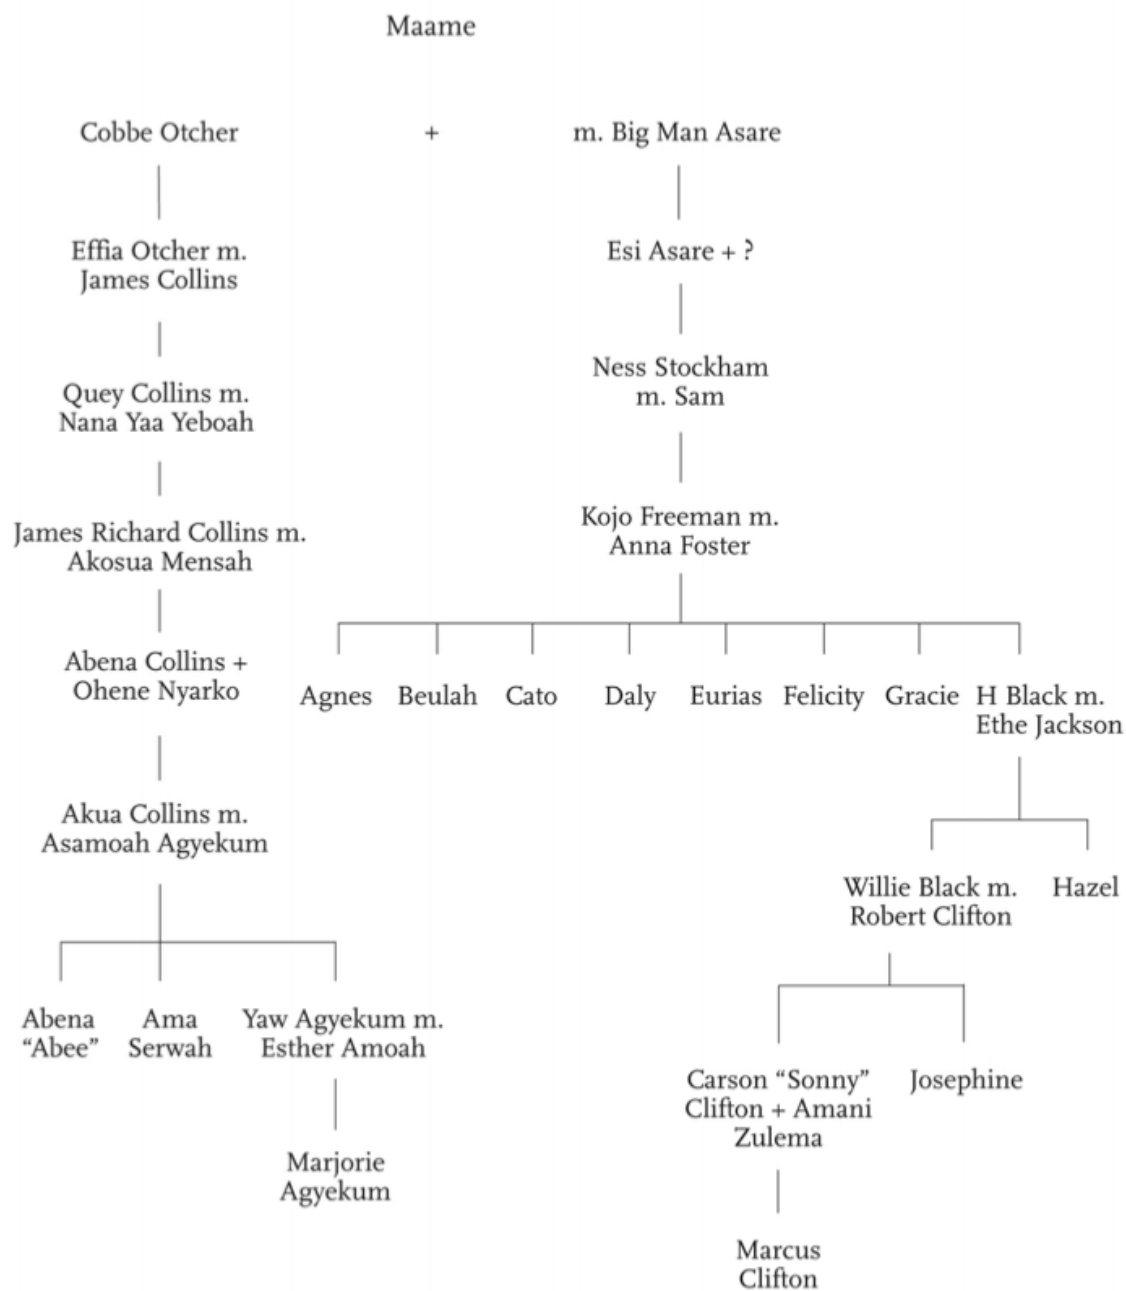 Maame
Cobbe Otcher
+
m. Big Man Asare
Effia Otcher m.
James Collins
Esi Asare + ?
Quey Collins m.
Nana Yaa Yeboah
Ness Stockham
m. Sam
James Richard Collins m.
Akosua Mensah
Kojo Freeman m.
Anna Foster
Abena Collins +
Ohene Nyarko
Agnes
Beulah
Cato
Daly
Eurias
Felicity
Gracie
H Black m.
Ethe Jackson
Akua Collins m.
Asamoah Agyekum
Willie Black m.
Robert Clifton
Hazel
Abena
“Abee”
Ama
Serwah
Yaw Agyekum m.
Esther Amoah
Carson “Sonny”
Clifton + Amani
Zulema
Josephine
Marjorie
Agyekum
Marcus
Clifton